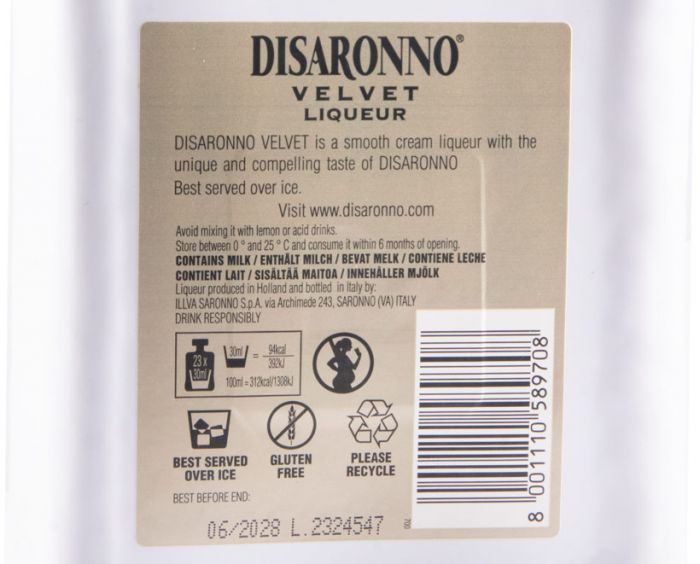 DISARONNO®
VELVET
LIQUEUR
DISARONNO VELVET is a smooth cream liqueur with the
unique and compelling taste of DISARONNO
Best served over ice.
Visit www.disaronno.com
Avoid mixing it with lemon or acid drinks.
Store between 0 ° and 25 ° C and consume it within 6 months of opening.
CONTAINS MILK / ENTHÄLT MILCH / BEVAT MELK / CONTIENE LECHE
CONTIENT LAIT / SISÄLTÄÄ MAITOA / INNEHÅLLER MJÖLK
Liqueur produced in Holland and bottled in Italy by:
ILLVA SARONNO S.p.A. via Archimede 243, SARONNO (VA) ITALY
DRINK RESPONSIBLY
23 x
30ml
30ml = 94kcal
392kJ
100ml = 312kcal/1308kJ
BEST SERVED
OVER ICE
GLUTEN
FREE
PLEASE
RECYCLE
BEST BEFORE END:
06/2028 L.2324547
8 001110 589708